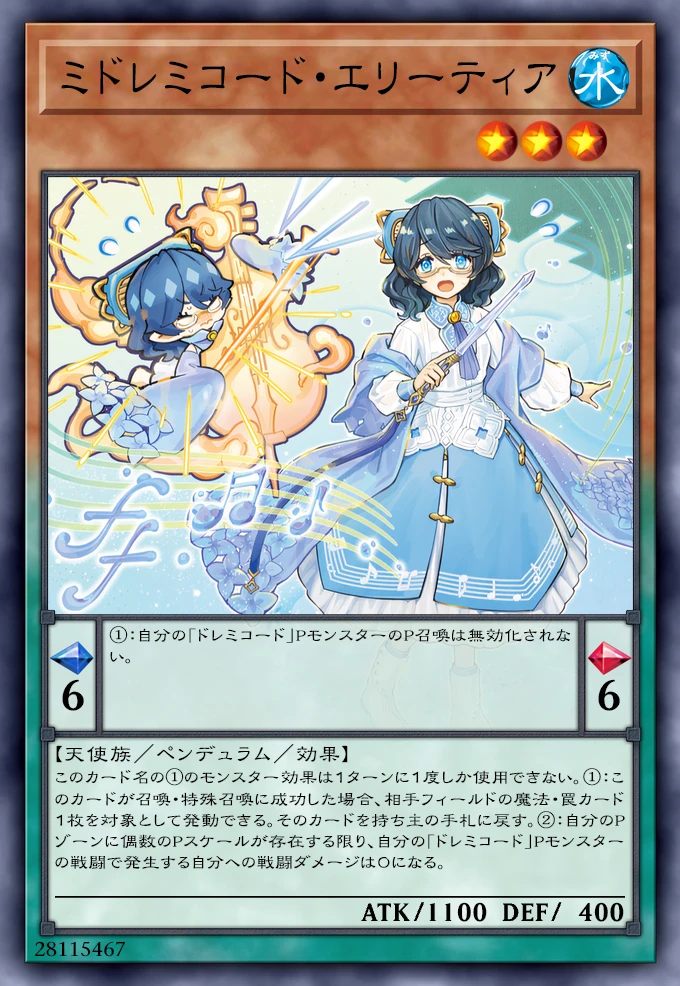 ミドレミコード・エリーティア
みず
水
①:自分の「ドレミコード」PモンスターのP召喚は無効化されな
い。
6
6
【天使族／ペンデュラム／効果】
このカード名の①のモンスター効果は1ターンに1度しか使用できない。①:こ
のカードが召喚・特殊召喚に成功した場合、相手フィールドの魔法・罠カード
1枚を対象として発動できる。そのカードを持ち主の手札に戻す。②:自分のP
ゾーンに偶数のPスケールが存在する限り、自分の「ドレミコード」Pモンスター
の戦闘で発生する自分への戦闘ダメージは0になる。
ATK/1100 DEF/ 400
28115467